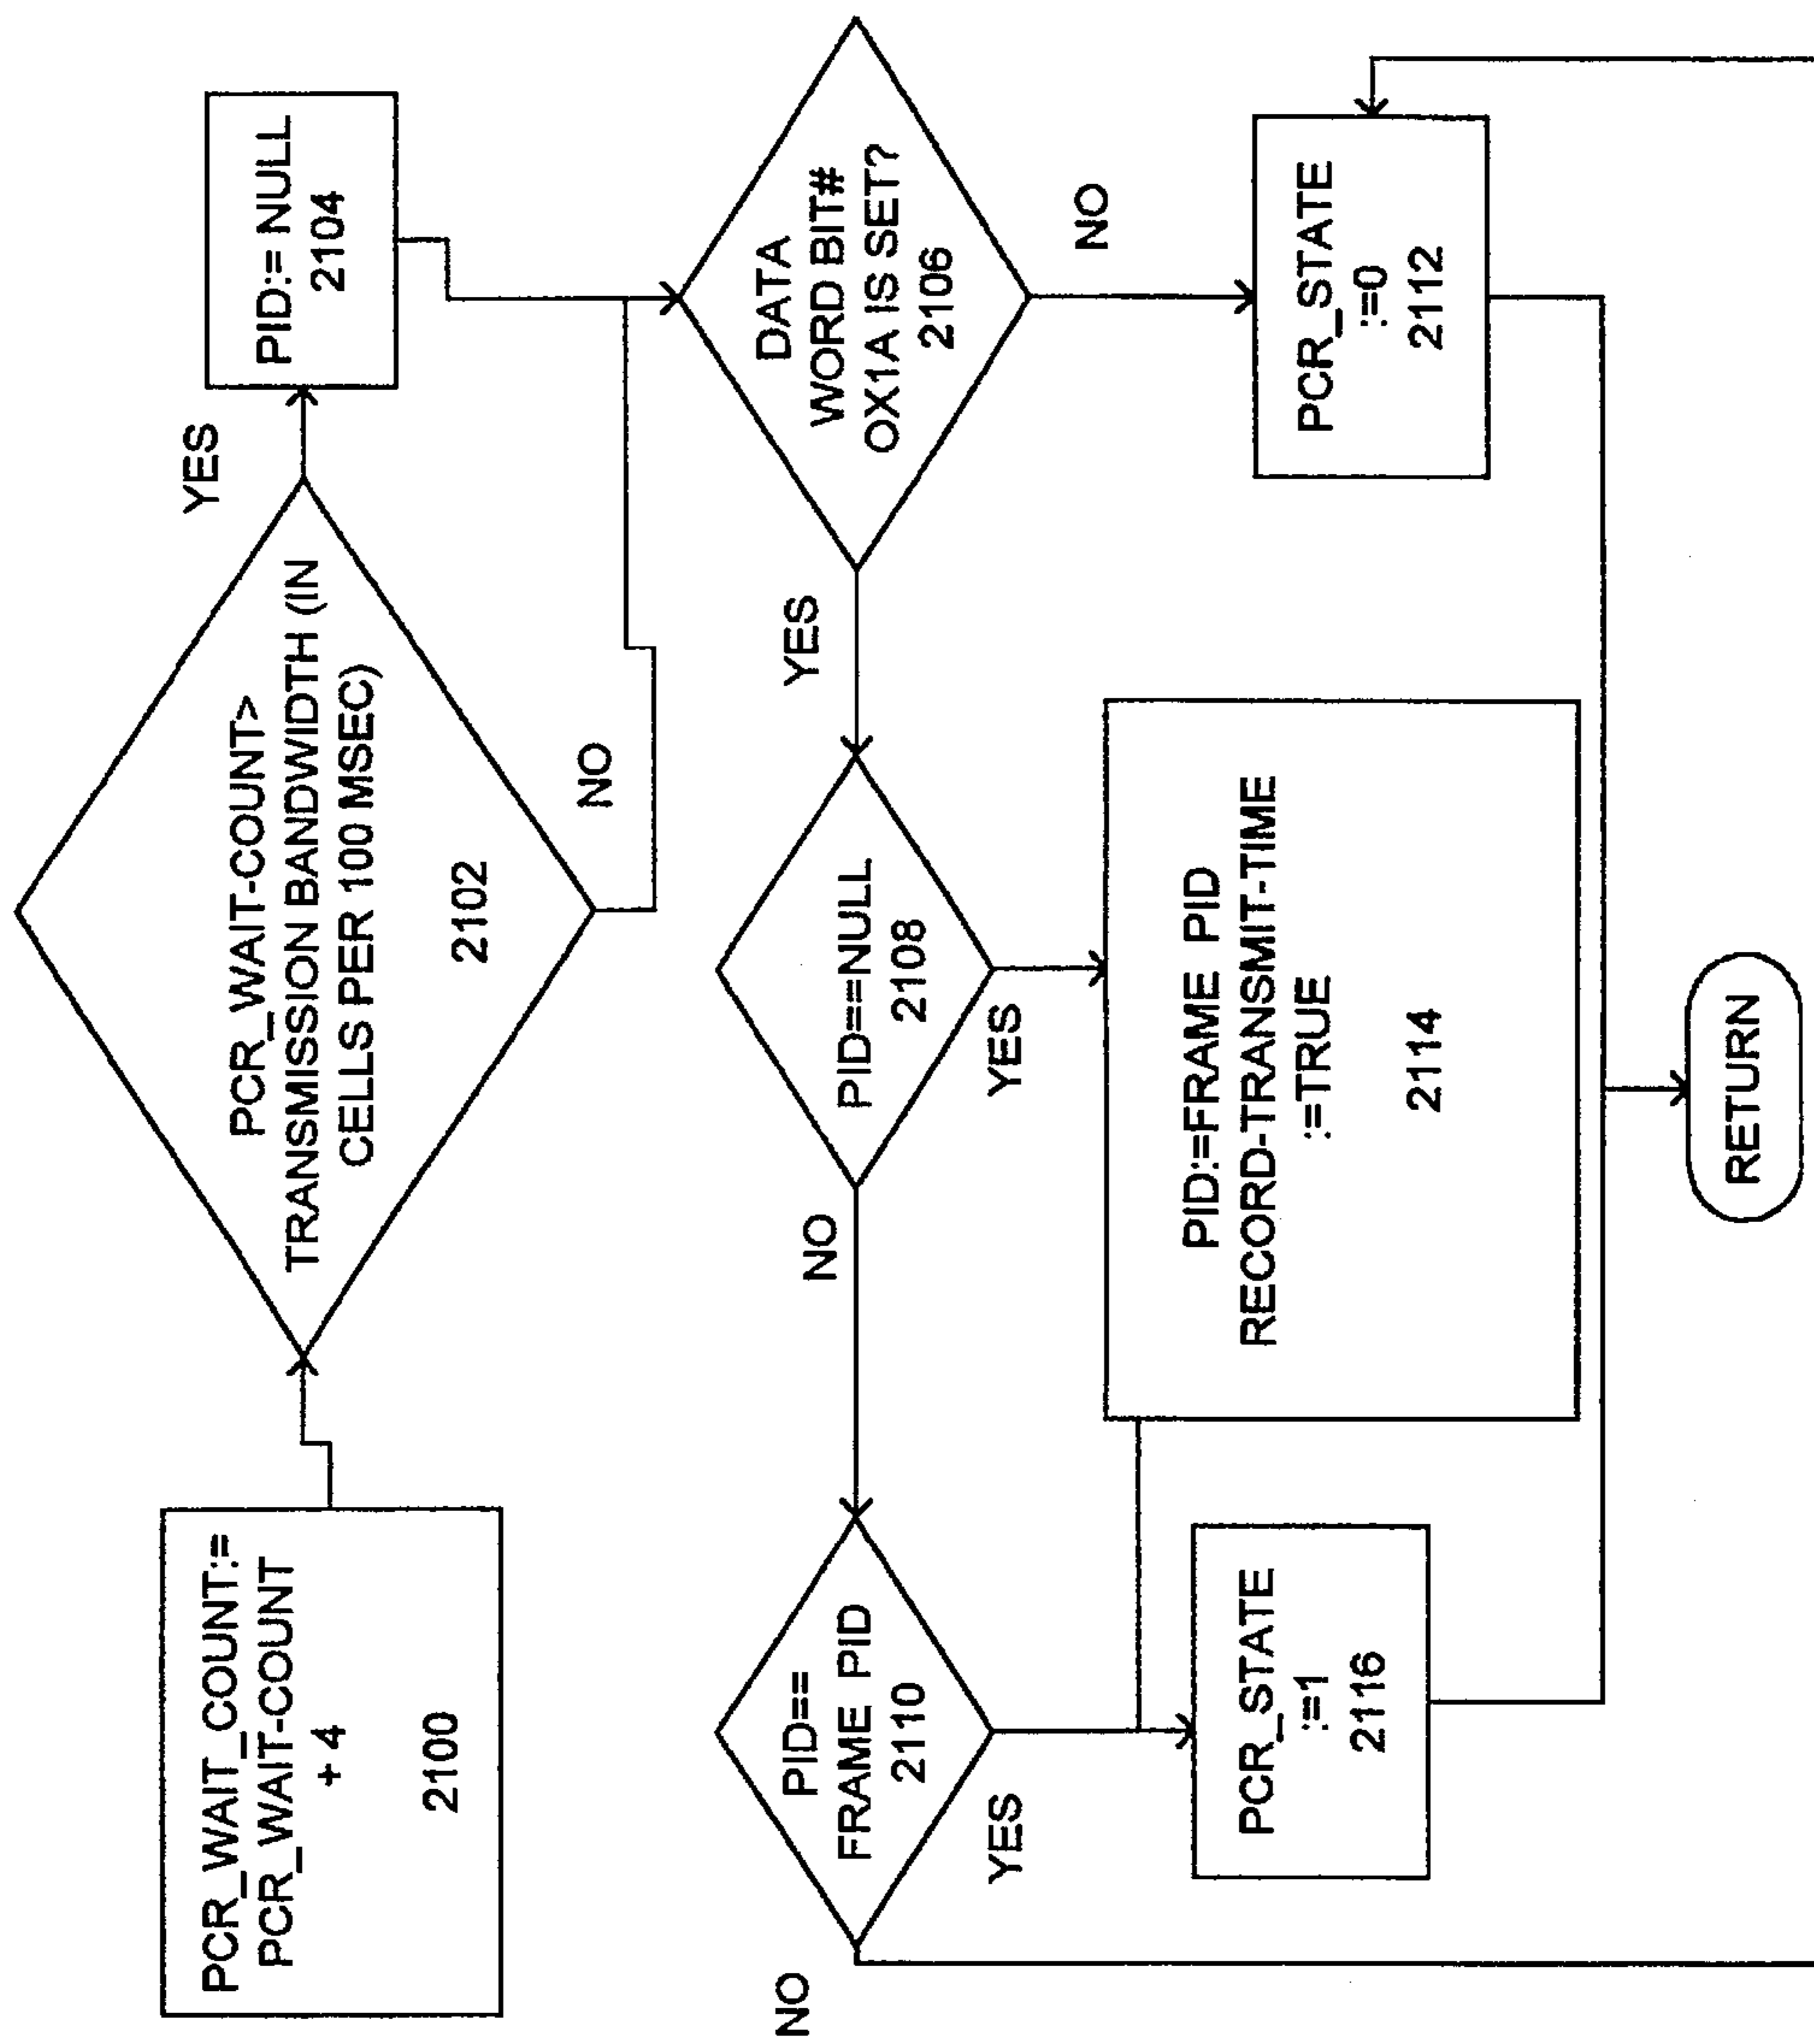 PCR_WAIT_COUNT:=
PCR_WAIT-COUNT
+ 4
2100
PCR_WAIT-COUNT>
TRANSMISSION BANDWIDTH (IN
CELLS PER 100 MSEC)
2102
YES
NO
PID:= NULL
2104
DATA
WORD BIT#
OX1A IS SET?
2106
YES
NO
PID==NULL
2108
NO
YES
PID==
FRAME PID
2110
NO
YES
PCR_STATE
:=1
2116
PID:=FRAME PID
RECORD-TRANSMIT-TIME
:=TRUE
2114
PCR_STATE
:=0
2112
RETURN